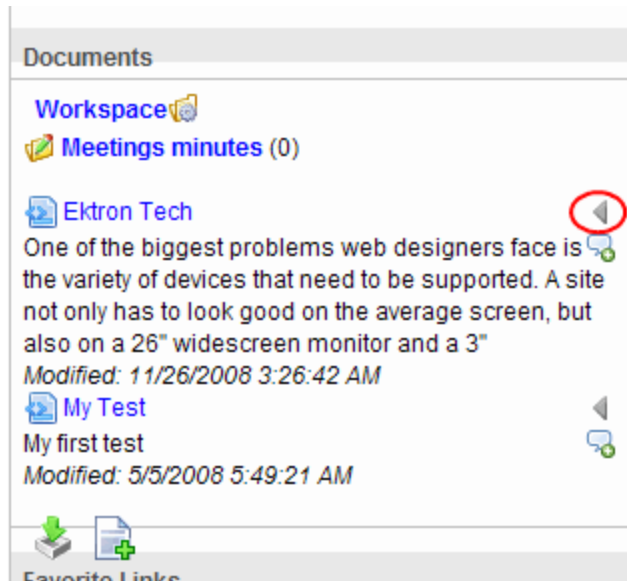 Documents
Workspace
Meetings minutes (0)
Ektron Tech
One of the biggest problems web designers face is
the variety of devices that need to be supported. A site
not only has to look good on the average screen, but
also on a 26" widescreen monitor and a 3"
Modified: 11/26/2008 3:26:42 AM
My Test
My first test
Modified: 5/5/2008 5:49:21 AM
Favorite Links